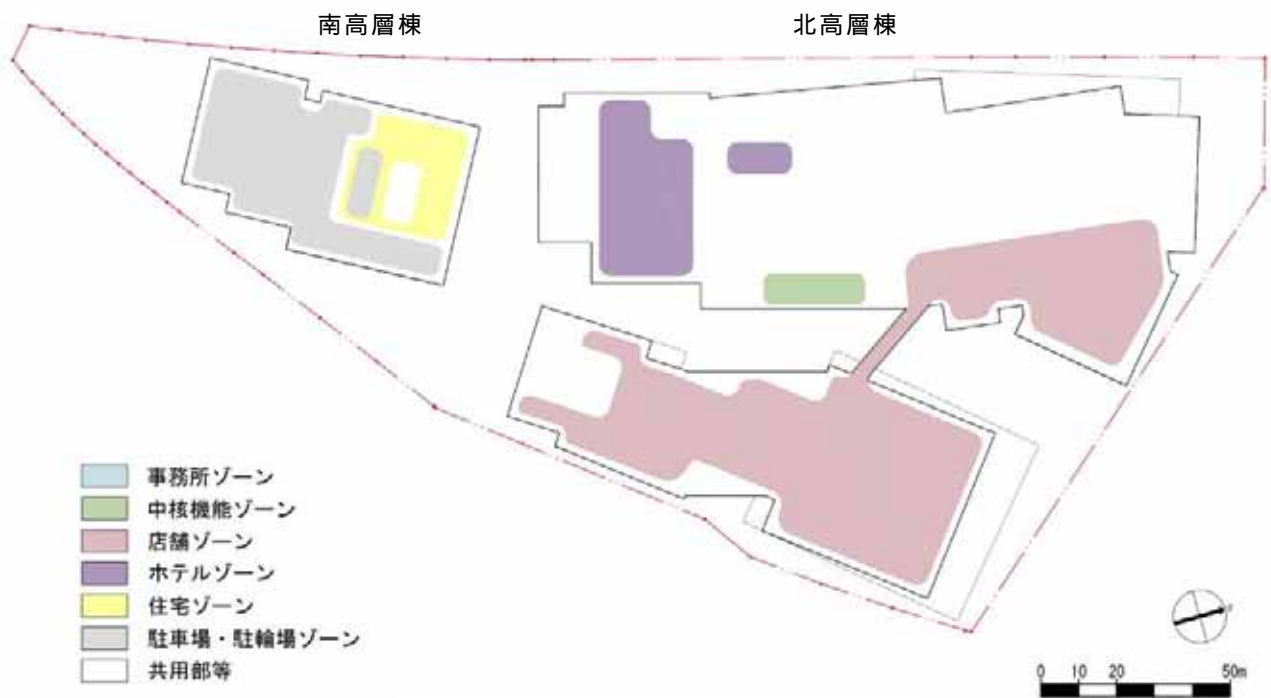 南高層棟
北高層棟
事務所ゾーン
中核機能ゾーン
店舗ゾーン
ホテルゾーン
住宅ゾーン
駐車場・駐輪場ゾーン
共用部等
0 10 20 50m